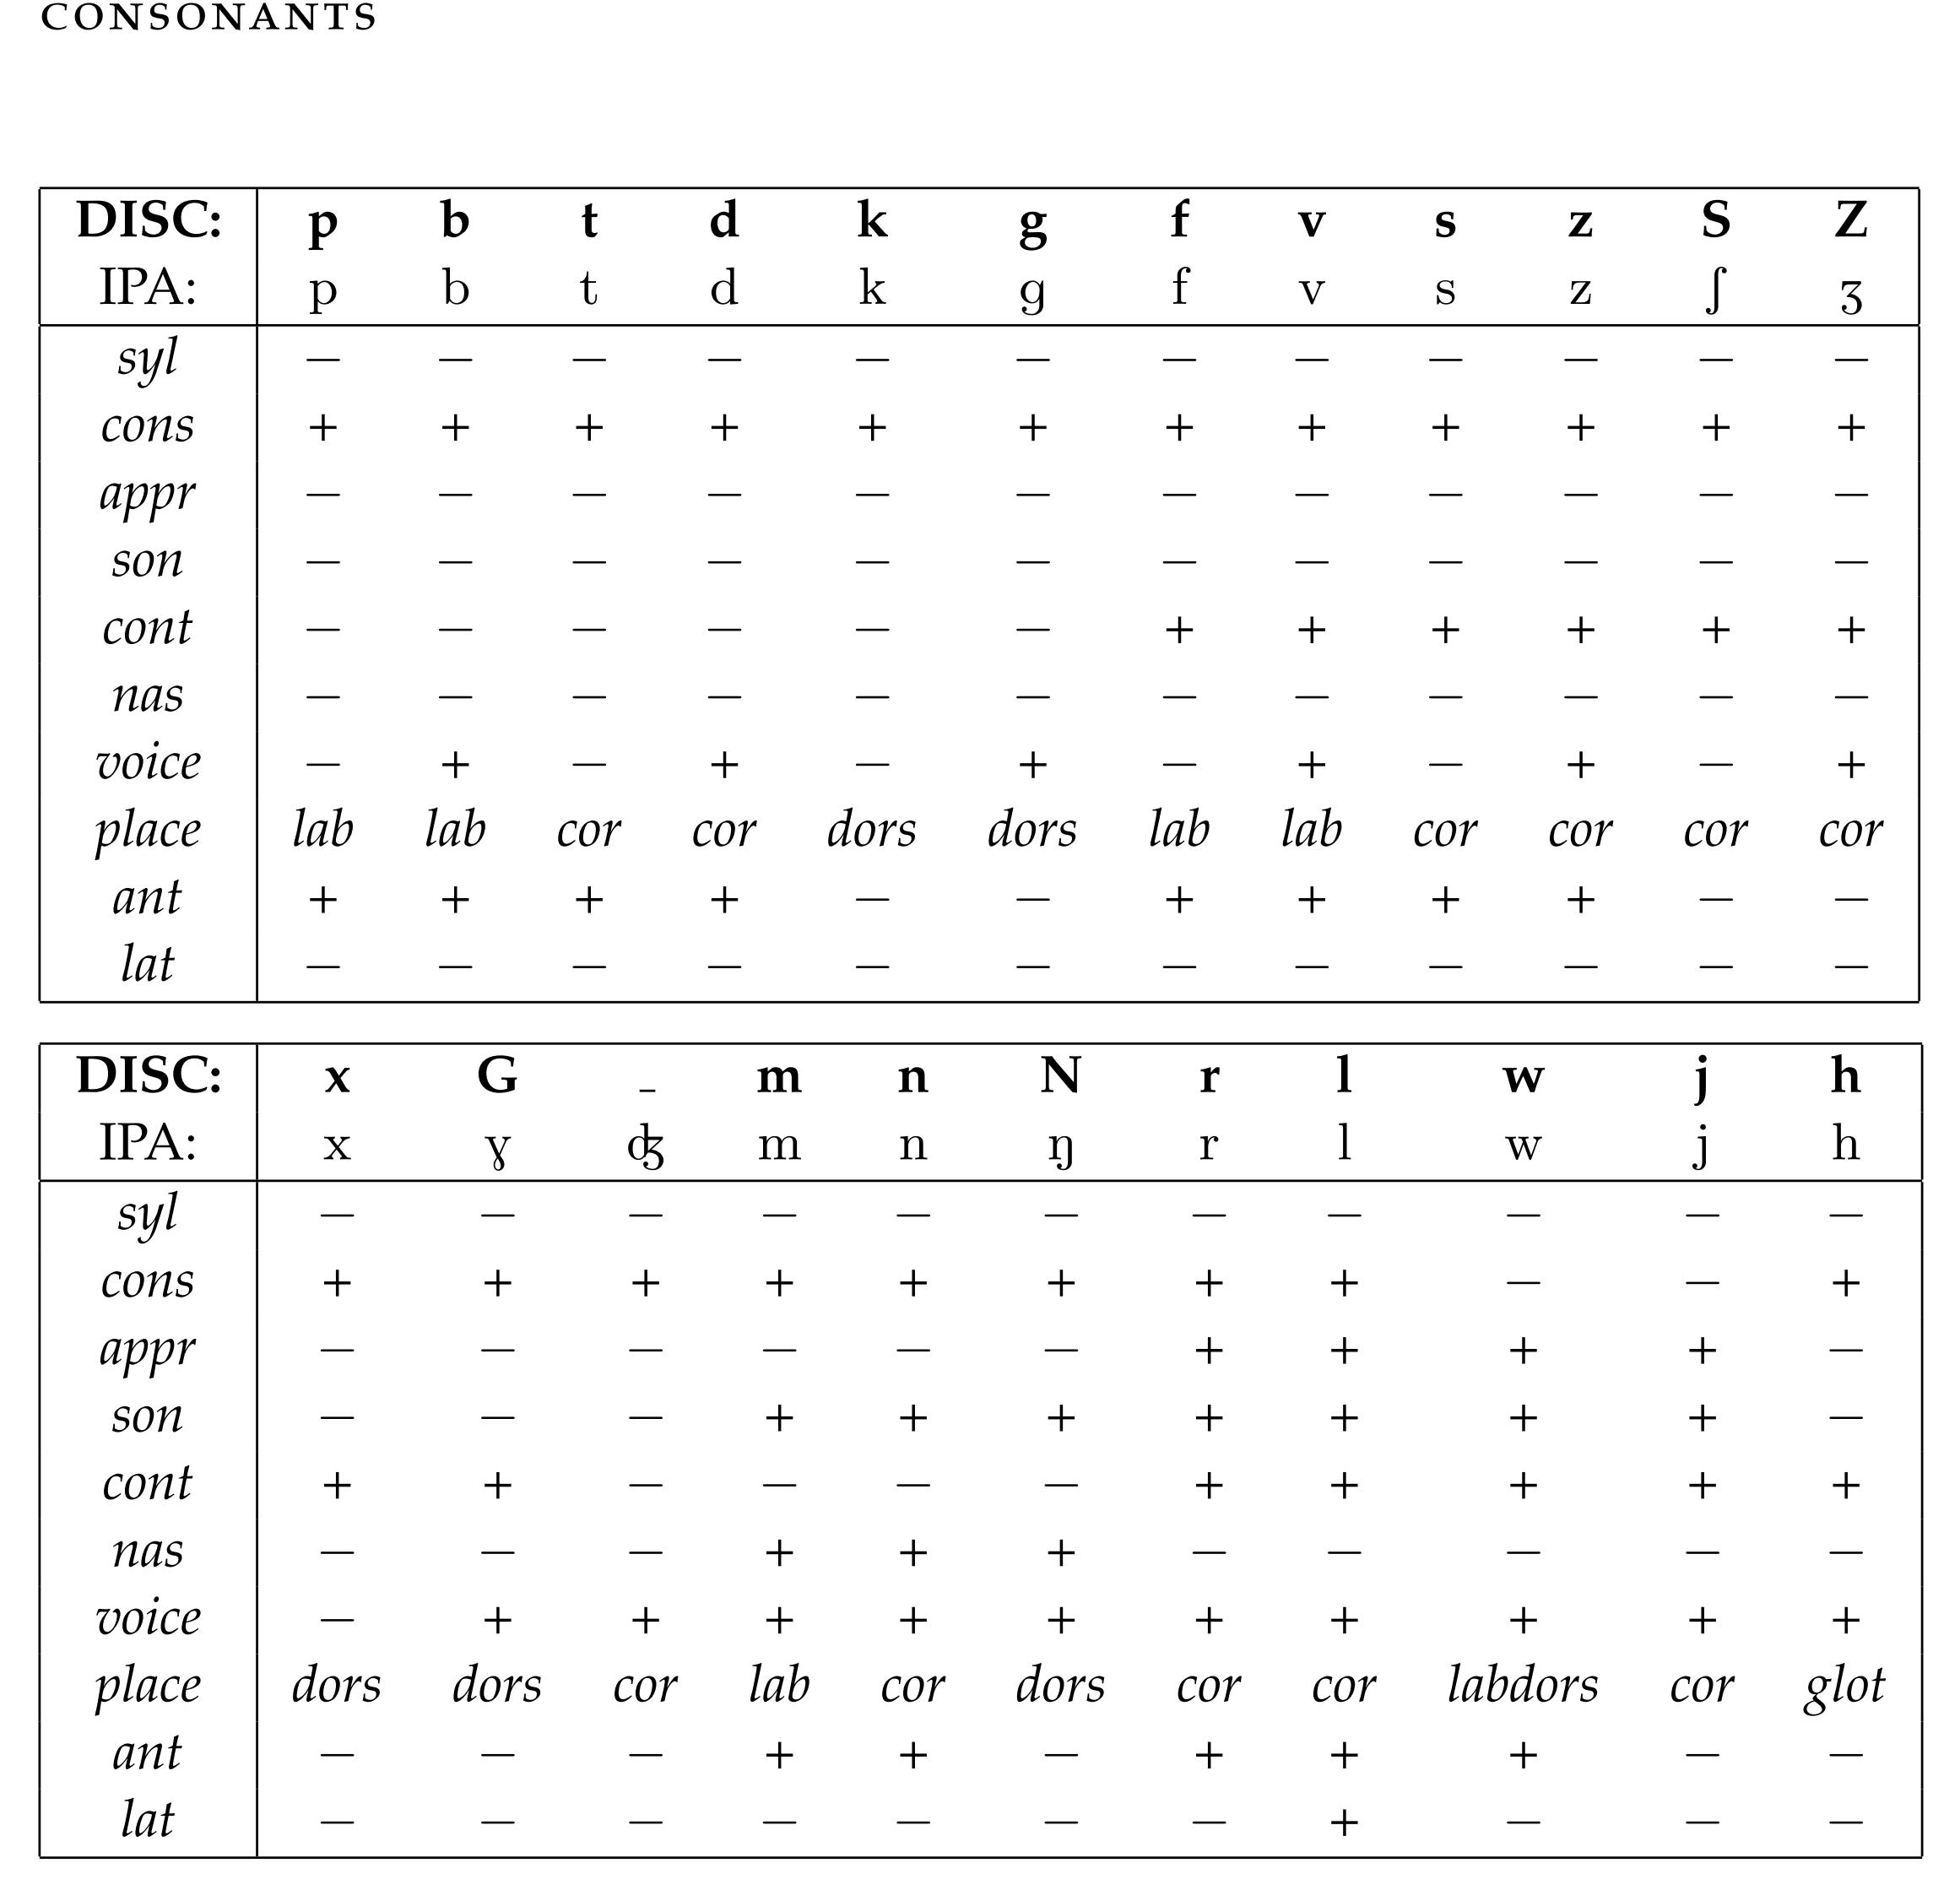 CONSONANTS
DISC: p b t d k g f v s z S Z
IPA: p b t d k g f v s z ʃ ʒ
syl − − − − − − − − − − − −
cons + + + + + + + + + + + +
appr − − − − − − − − − − − −
son − − − − − − − − − − − −
cont − − − − − − + + + + + +
nas − − − − − − − − − − − −
voice − + − + − + − + − + − +
place lab lab cor cor dors dors lab lab cor cor cor cor
ant + + + + − − + + + + − −
lat − − − − − − − − − − − −
DISC: x G _ m n N r l w j h
IPA: x ɣ ʤ m n ŋ r l w j h
syl − − − − − − − − − − −
cons + + + + + + + + − − +
appr − − − − − − + + + + −
son − − − + + + + + + + −
cont + + − − − − + + + + +
nas − − − + + + − − − − −
voice − + + + + + + + + + +
place dors dors cor lab cor dors cor cor labdors cor glot
ant − − − + + − + + + − −
lat − − − − − − − + − − −